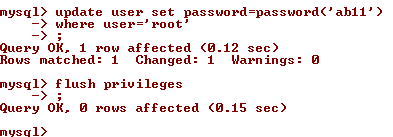 mysql> update user set password=password('ab11')
-> where user='root'
-> ;
Query OK, 1 row affected (0.12 sec)
Rows matched: 1  Changed: 1  Warnings: 0
mysql> flush privileges
-> ;
Query OK, 0 rows affected (0.15 sec)
mysql>